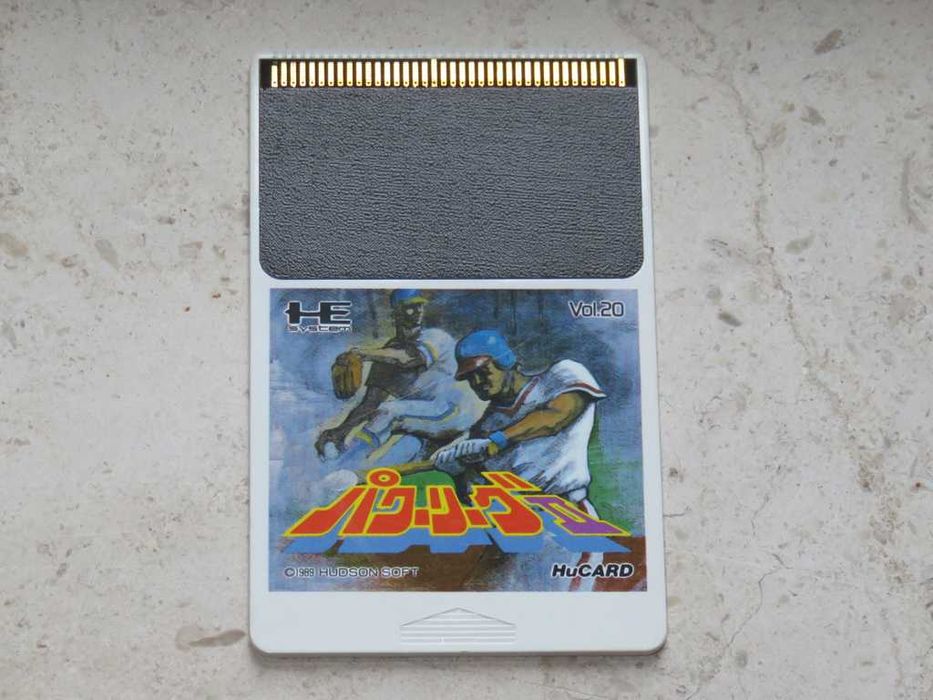 HE
system
Vol.20
パワーリーグII
©1989 HUDSON SOFT
HuCARD